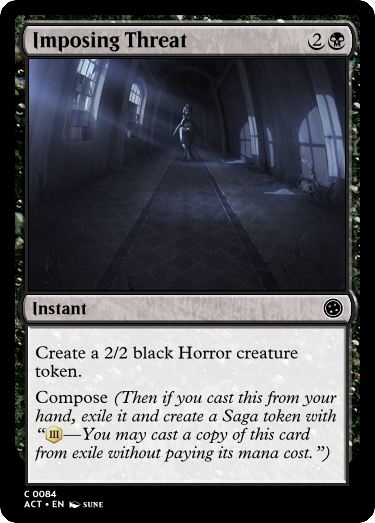 Imposing Threat 2
Instant
Create a 2/2 black Horror creature
token.
Compose (Then if you cast this from your
hand, exile it and create a Saga token with
“III—You may cast a copy of this card
from exile without paying its mana cost.”)
C 0084
ACT • EN SUNE